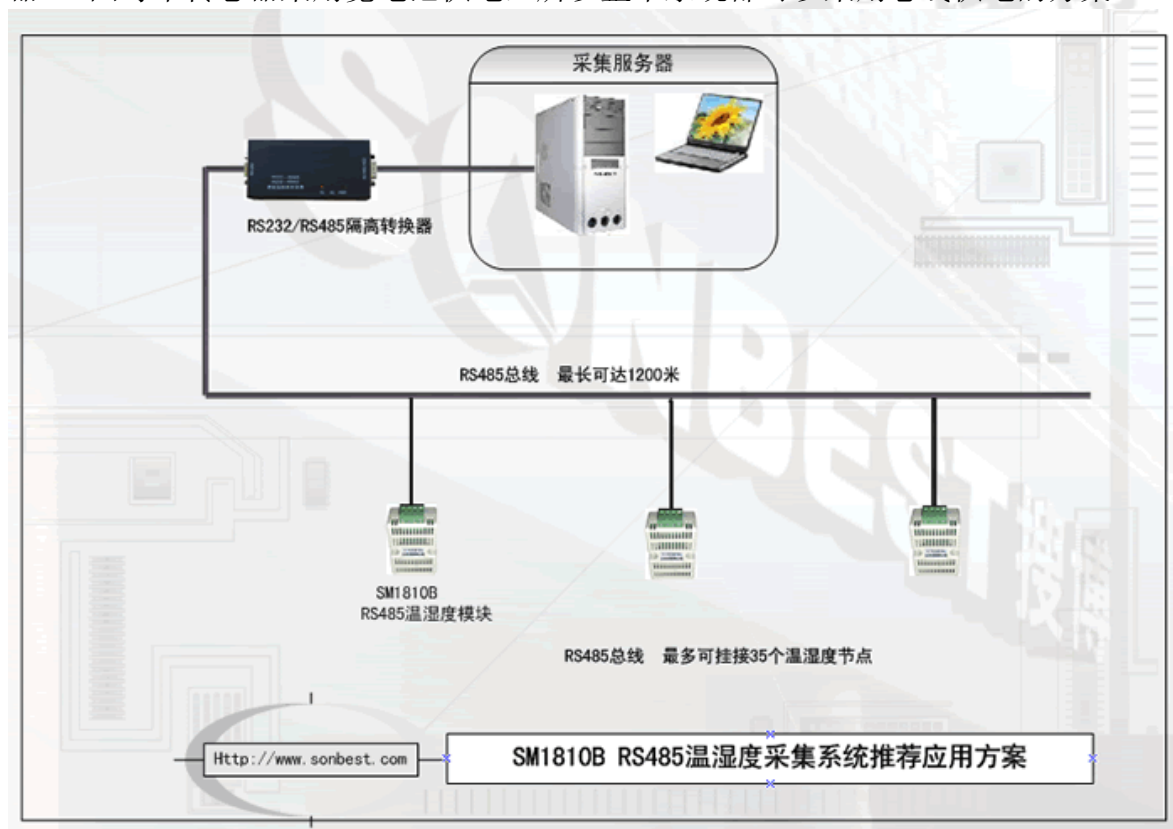 采集服务器
RS232/RS485隔离转换器
RS485总线 最长可达1200米
SM1810B
RS485温湿度模块
RS485总线 最多可挂接35个温湿度节点
Http://www.sonbest.com
SM1810B RS485温湿度采集系统推荐应用方案
SONBEST